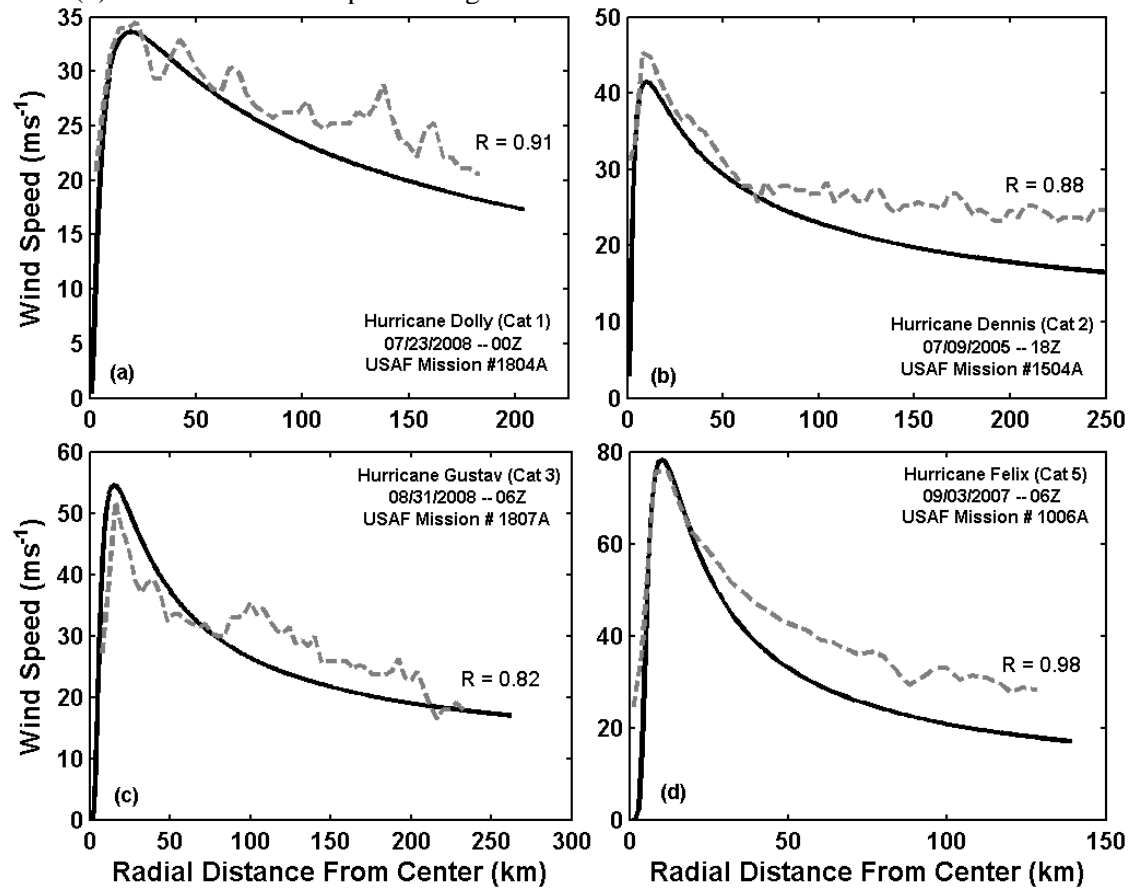 35
30
25
20
15
10
5
0
Wind Speed (ms-1)
R = 0.91
Hurricane Dolly (Cat 1)
07/23/2008 -- 00Z
USAF Mission #1804A
(a)
0 50 100 150 200
50
40
30
20
10
0
R = 0.88
Hurricane Dennis (Cat 2)
07/09/2005 -- 18Z
USAF Mission #1504A
(b)
0 50 100 150 200 250
60
50
40
30
20
10
0
Wind Speed (ms-1)
Hurricane Gustav (Cat 3)
08/31/2008 -- 06Z
USAF Mission # 1807A
R = 0.82
(c)
0 50 100 150 200 250 300
Radial Distance From Center (km)
80
60
40
20
0
Hurricane Felix (Cat 5)
09/03/2007 -- 06Z
USAF Mission # 1006A
R = 0.98
(d)
0 50 100 150
Radial Distance From Center (km)